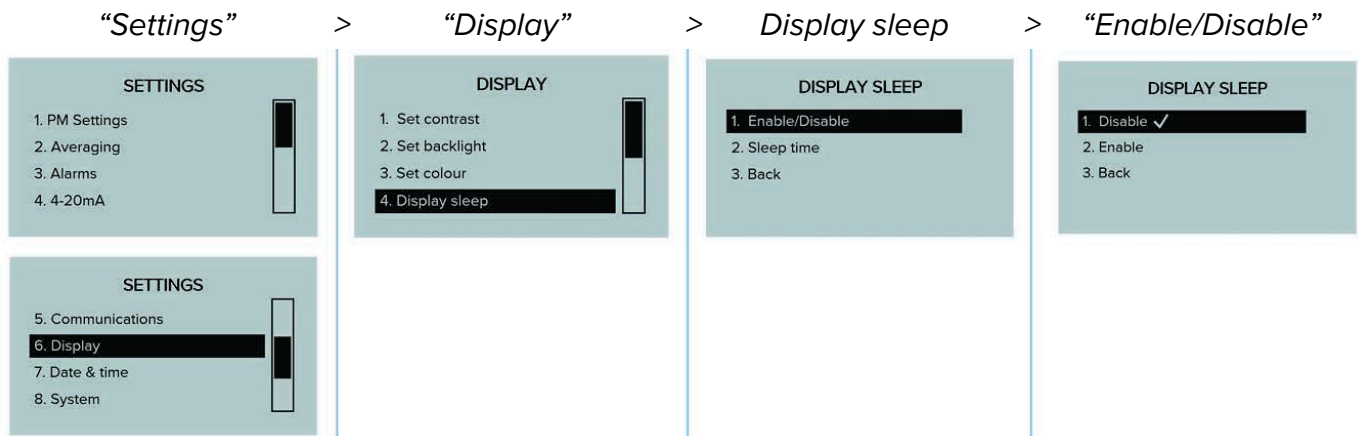 “Settings” > “Display” > Display sleep > “Enable/Disable”
SETTINGS
1. PM Settings
2. Averaging
3. Alarms
4. 4-20mA
SETTINGS
5. Communications
6. Display
7. Date & time
8. System
DISPLAY
1. Set contrast
2. Set backlight
3. Set colour
4. Display sleep
DISPLAY SLEEP
1. Enable/Disable
2. Sleep time
3. Back
DISPLAY SLEEP
1. Disable ✓
2. Enable
3. Back